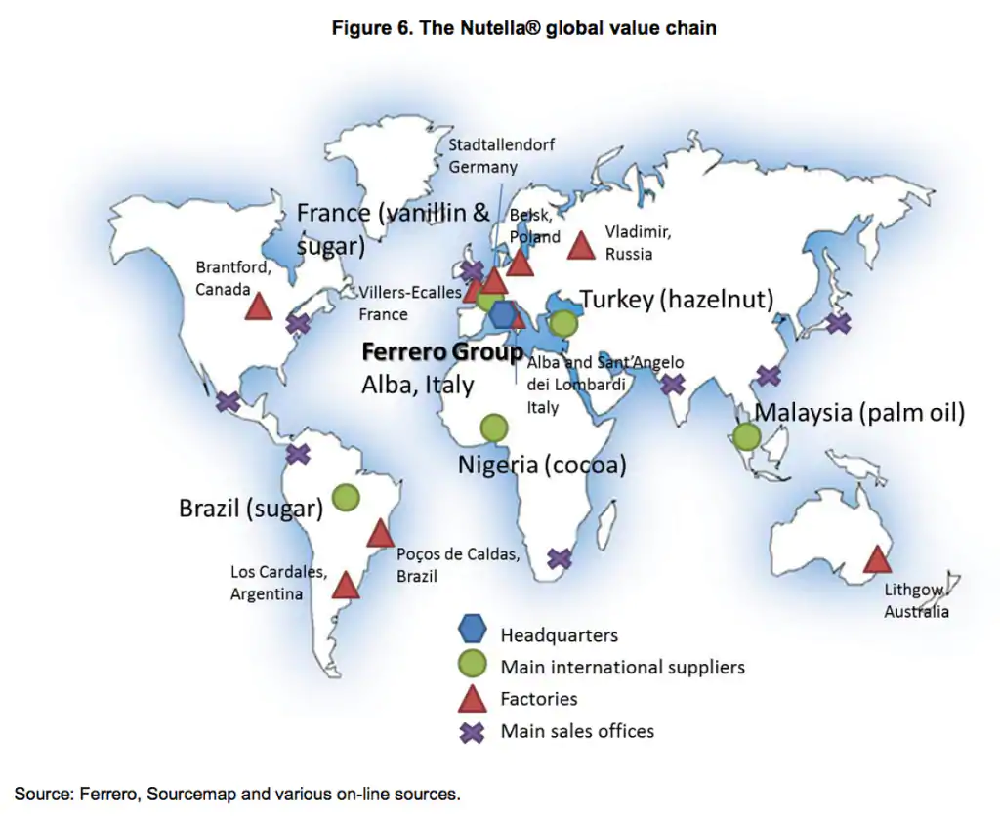 Figure 6. The Nutella® global value chain
Stadtallendorf
Germany
France (vanillin &
sugar)
Belsk,
Poland
Vladimir,
Russia
Brantford,
Canada
Villers-Ecalles
France
Turkey (hazelnut)
Ferrero Group
Alba, Italy
Alba and Sant'Angelo
dei Lombardi
Italy
Malaysia (palm oil)
Nigeria (cocoa)
Brazil (sugar)
Poços de Caldas,
Brazil
Los Cardales,
Argentina
Lithgow,
Australia
Headquarters
Main international suppliers
Factories
Main sales offices
Source: Ferrero, Sourcemap and various on-line sources.